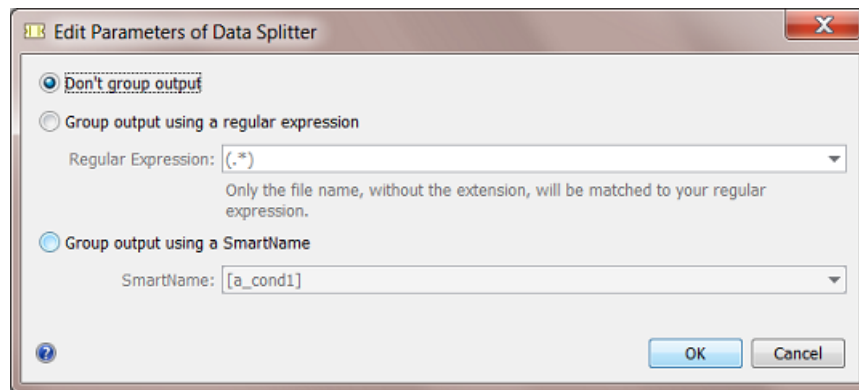 Edit Parameters of Data Splitter
Don't group output
Group output using a regular expression
Regular Expression: (.*)
Only the file name, without the extension, will be matched to your regular
expression.
Group output using a SmartName
SmartName: [a_cond1]
OK Cancel